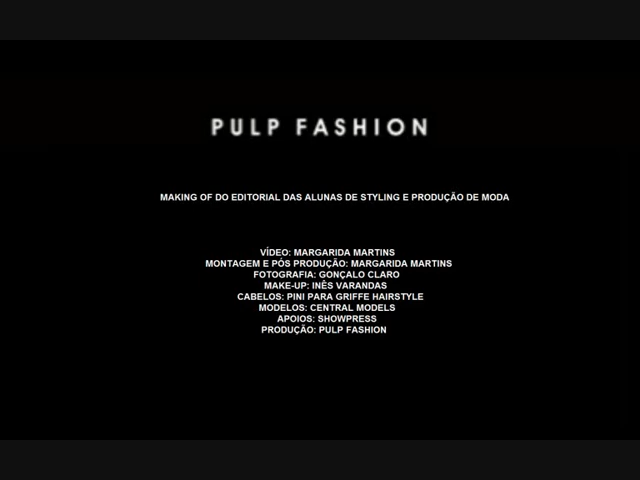 PULP FASHION
MAKING OF DO EDITORIAL DAS ALUNAS DE STYLING E PRODUÇÃO DE MODA
VÍDEO: MARGARIDA MARTINS
MONTAGEM E PÓS PRODUÇÃO: MARGARIDA MARTINS
FOTOGRAFIA: GONÇALO CLARO
MAKE-UP: INÊS VARANDAS
CABELOS: PINI PARA GRIFFE HAIRSTYLE
MODELOS: CENTRAL MODELS
APOIOS: SHOWPRESS
PRODUÇÃO: PULP FASHION